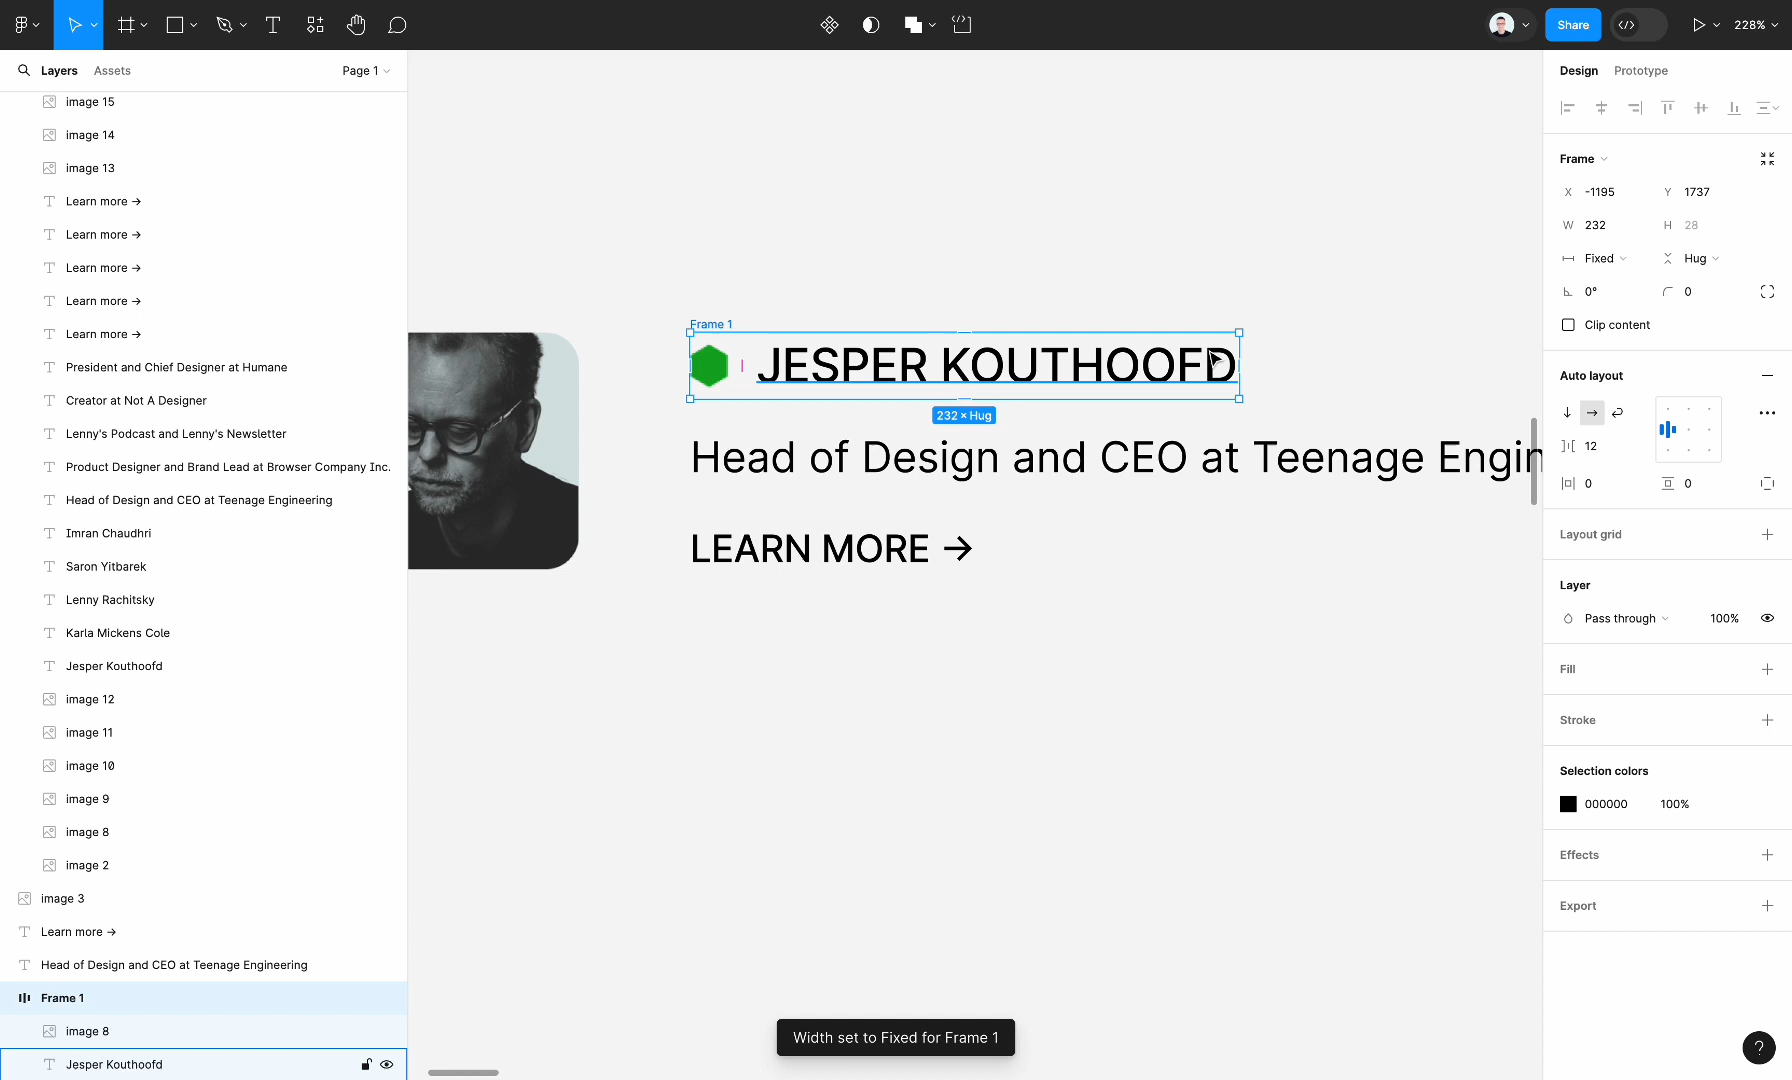 Share
228%
Layers
Assets
Page 1
image 15
image 14
image 13
Learn more →
Learn more →
Learn more →
Learn more →
Learn more →
President and Chief Designer at Humane
Creator at Not A Designer
Lenny's Podcast and Lenny's Newsletter
Product Designer and Brand Lead at Browser Company Inc.
Head of Design and CEO at Teenage Engineering
Imran Chaudhri
Saron Yitbarek
Lenny Rachitsky
Karla Mickens Cole
Jesper Kouthoofd
image 12
image 11
image 10
image 9
image 8
image 2
image 3
Learn more →
Head of Design and CEO at Teenage Engineering
Frame 1
image 8
Jesper Kouthoofd
Frame 1
JESPER KOUTHOOFD
232 × Hug
Head of Design and CEO at Teenage Engin
LEARN MORE →
Width set to Fixed for Frame 1
Design
Prototype
Frame
X -1195 Y 1737
W 232 H 28
Fixed Hug
0° 0
Clip content
Auto layout
12
0 0
Layout grid
Layer
Pass through 100%
Fill
Stroke
Selection colors
000000 100%
Effects
Export
?